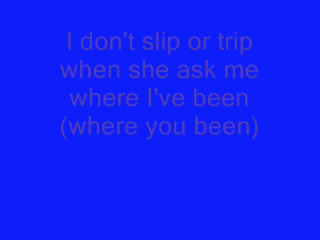 I don't slip or trip
when she ask me
where I've been
(where you been)